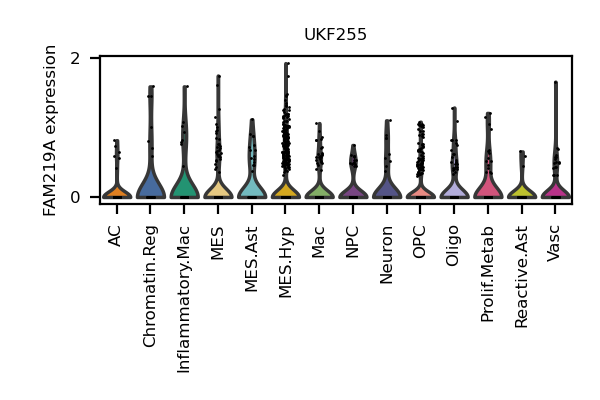 UKF255
FAM219A expression
2
0
AC
Chromatin.Reg
Inflammatory.Mac
MES
MES.Ast
MES.Hyp
Mac
NPC
Neuron
OPC
Oligo
Prolif.Metab
Reactive.Ast
Vasc